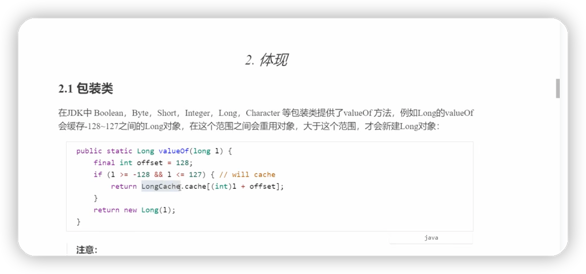 2. 体现
2.1 包装类
在JDK中 Boolean，Byte，Short，Integer，Long，Character 等包装类提供了valueOf 方法，例如Long的valueOf
会缓存-128~127之间的Long对象，在这个范围之间会重用对象，大于这个范围，才会新建Long对象：
public static Long valueOf(long l) {
final int offset = 128;
if (l >= -128 && l <= 127) { // will cache
return LongCache.cache[(int)l + offset];
}
return new Long(l);
}
java
注意：